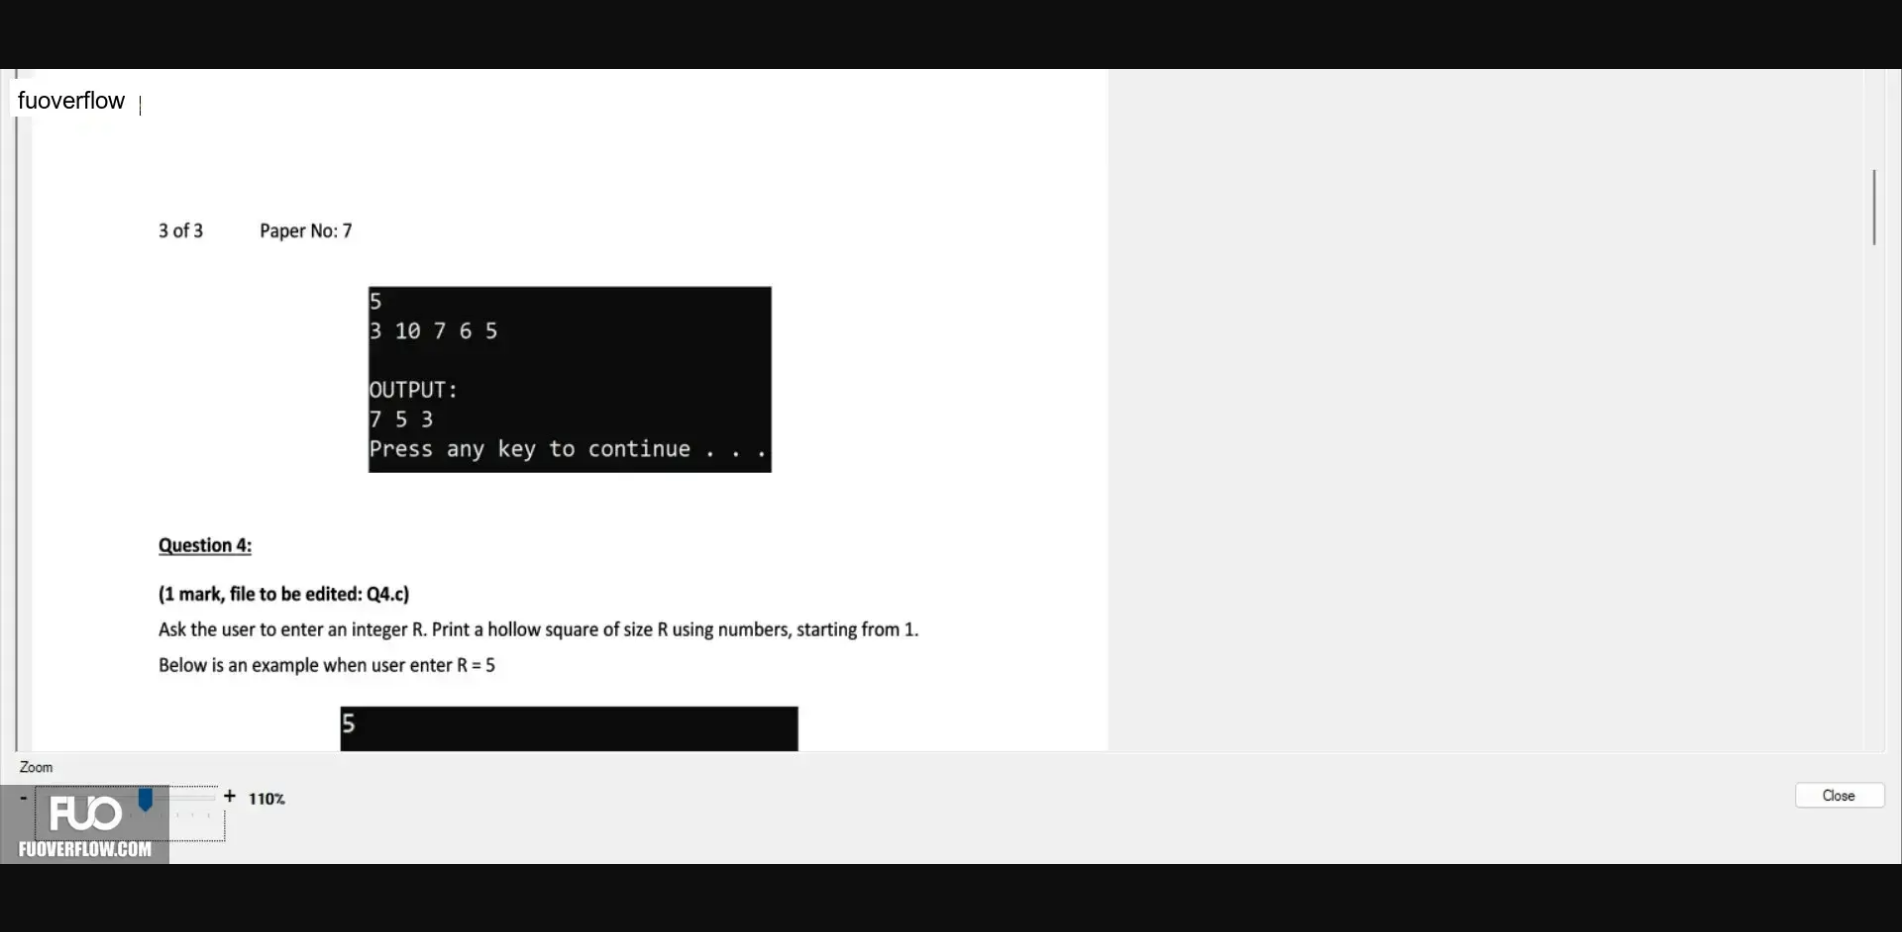 fuoverflow |
3 of 3 Paper No: 7
5
3 10 7 6 5
OUTPUT:
7 5 3
Press any key to continue . . .
Question 4:
(1 mark, file to be edited: Q4.c)
Ask the user to enter an integer R. Print a hollow square of size R using numbers, starting from 1.
Below is an example when user enter R = 5
5
Zoom
- + 110%
Close
FUO
FUOVERFLOW.COM